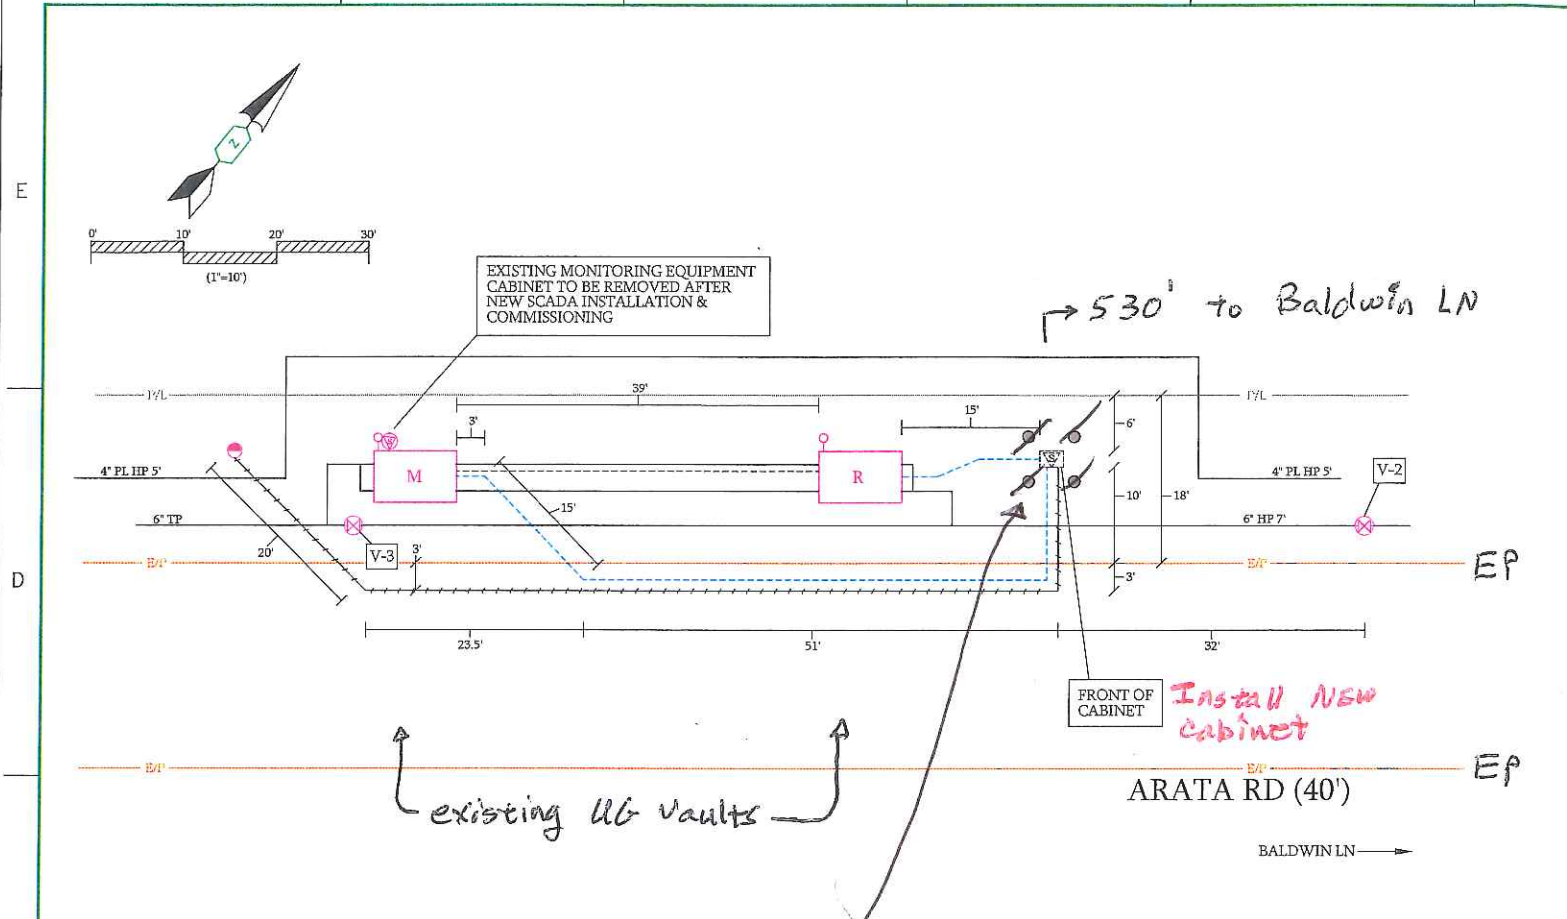 E
D
N
0' 10' 20' 30'
(1"=10')
EXISTING MONITORING EQUIPMENT
CABINET TO BE REMOVED AFTER
NEW SCADA INSTALLATION &
COMMISSIONING
530' to Baldwin LN
P/L
39'
P/L
3'
15'
6'
4" PL HP 5'
M
R
S
4" PL HP 5'
V-2
15'
10'
18'
6" TP
6" HP 7'
20'
V-3
3'
E/P
E/P
EP
3'
23.5'
51'
32'
FRONT OF
CABINET
Install NEW
Cabinet
E/P
E/P
EP
ARATA RD (40')
existing UG Vaults
BALDWIN LN